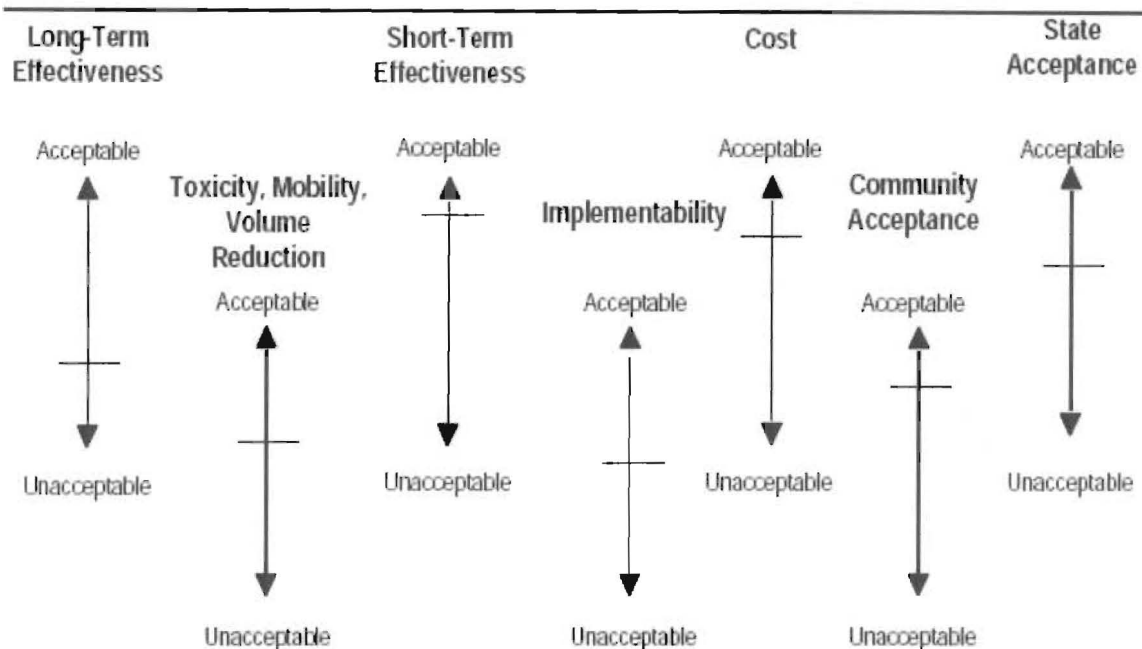 Long-Term
Effectiveness
Acceptable
Unacceptable
Toxicity, Mobility,
Volume
Reduction
Acceptable
Unacceptable
Short-Term
Effectiveness
Acceptable
Unacceptable
Implementability
Acceptable
Unacceptable
Cost
Acceptable
Unacceptable
Community
Acceptance
Acceptable
Unacceptable
State
Acceptance
Acceptable
Unacceptable